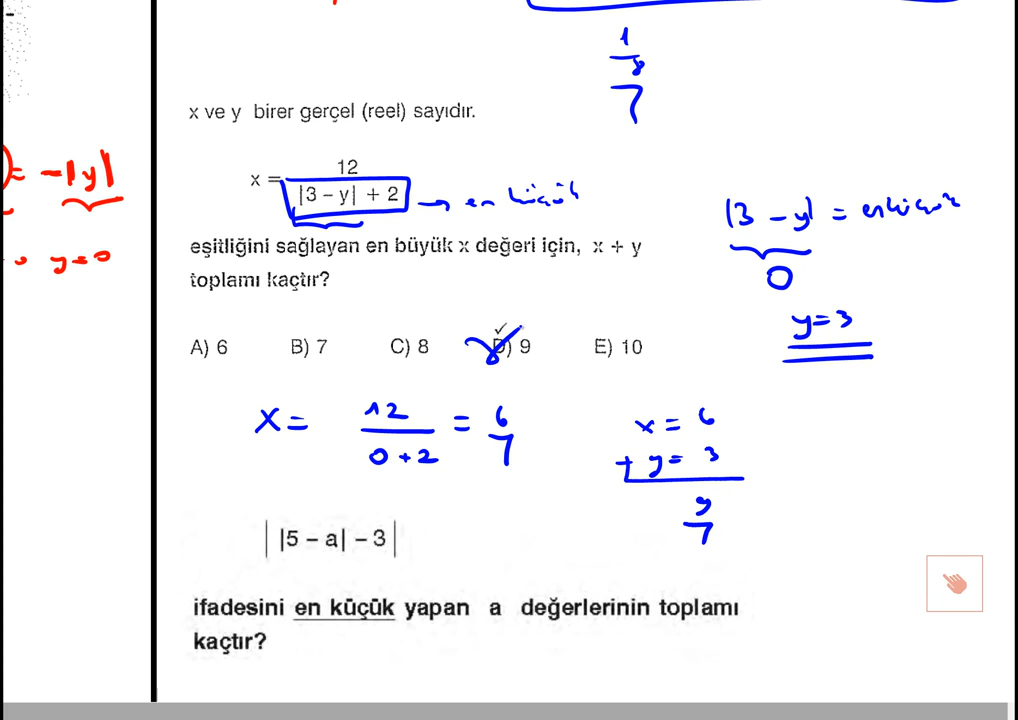 1
8
x ve y birer gerçel (reel) sayıdır.
= -|y|
y=0
x = 12 / |3 – y| + 2 → en küçük
|3 - y| = en küçük
0
y=3
eşitliğini sağlayan en büyük x değeri için, x + y
toplamı kaçtır?
A) 6 B) 7 C) 8 D) 9 E) 10
x = 12 / 0+2 = 6
x = 6
+ y = 3
9
| |5 – a| – 3 |
ifadesini en küçük yapan a değerlerinin toplamı
kaçtır?